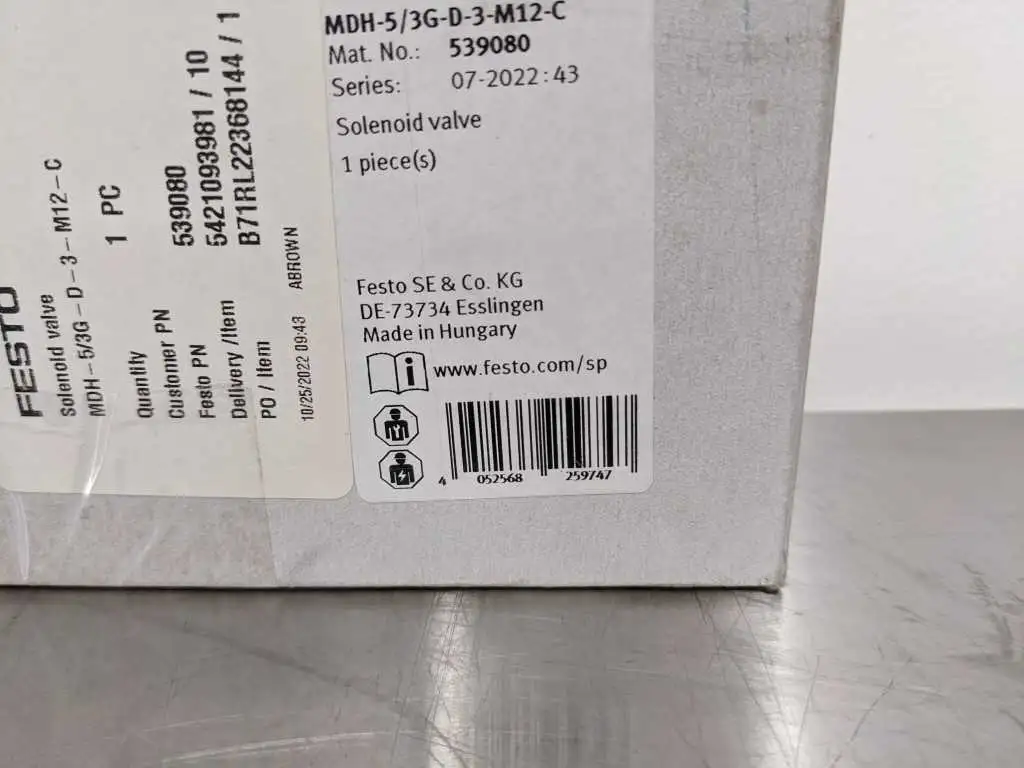 FESTO
Solenoid valve
MDH-5/3G-D-3-M12-C
Quantity 1 PC
Customer PN
Festo PN 539080
Delivery /Item 5421093981 / 10
PO / Item B71RL22368144 / 1
10/25/2022 09:43 ABROWN
MDH-5/3G-D-3-M12-C
Mat. No.: 539080
Series: 07-2022:43
Solenoid valve
1 piece(s)
Festo SE & Co. KG
DE-73734 Esslingen
Made in Hungary
i www.festo.com/sp
4 052568 259747